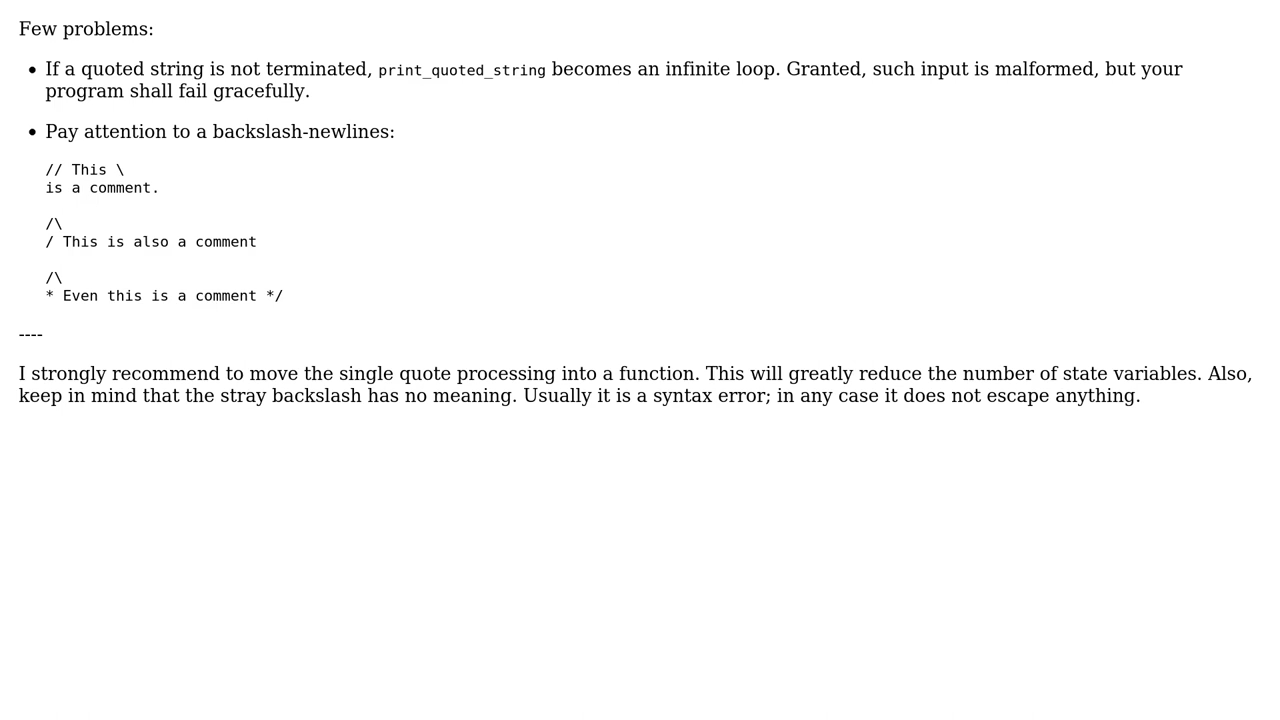 Few problems:
• If a quoted string is not terminated, print_quoted_string becomes an infinite loop. Granted, such input is malformed, but your
program shall fail gracefully.
• Pay attention to a backslash-newlines:
// This \
is a comment.
/\
/ This is also a comment
/\
* Even this is a comment */
----
I strongly recommend to move the single quote processing into a function. This will greatly reduce the number of state variables. Also,
keep in mind that the stray backslash has no meaning. Usually it is a syntax error; in any case it does not escape anything.